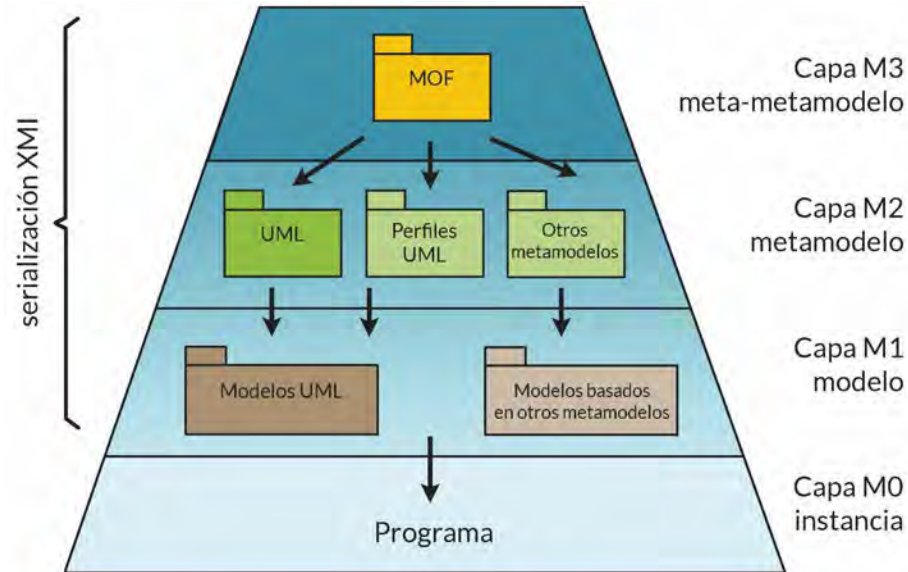 serialización XMI
MOF
Capa M3
meta-metamodelo
UML
Perfiles
UML
Otros
metamodelos
Capa M2
metamodelo
Modelos UML
Modelos basados
en otros metamodelos
Capa M1
modelo
Programa
Capa M0
instancia